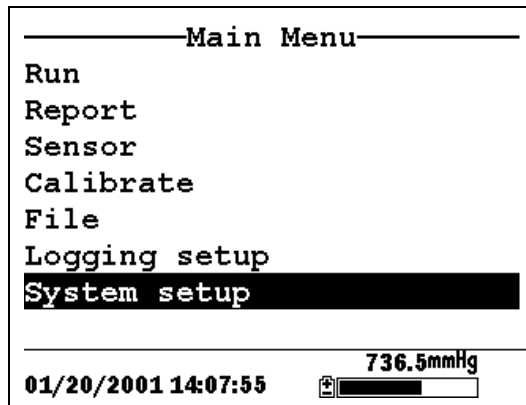 Main Menu
Run
Report
Sensor
Calibrate
File
Logging setup
System setup
736.5mmHg
01/20/2001 14:07:55